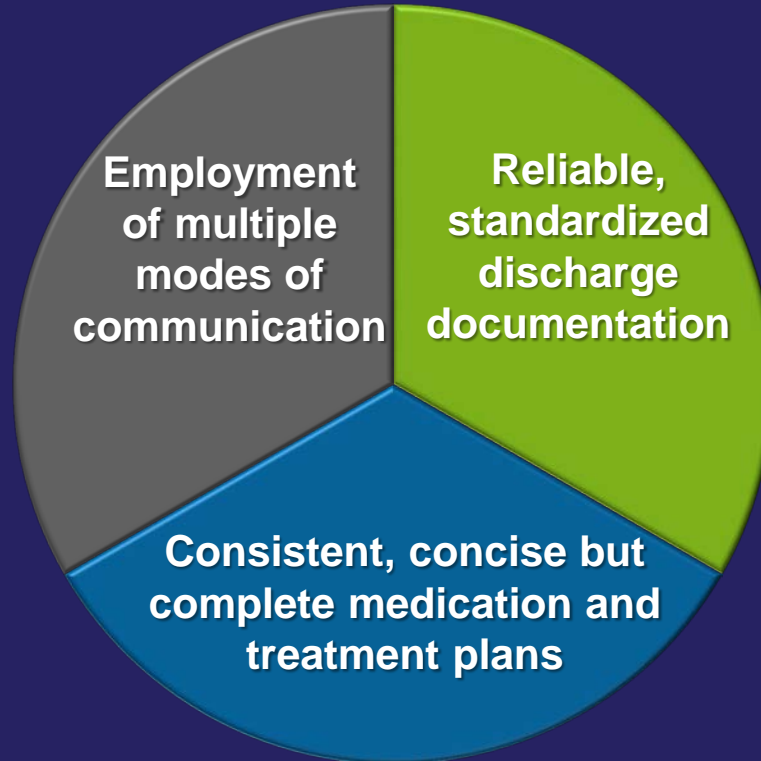 Employment
of multiple
modes of
communication
Reliable,
standardized
discharge
documentation
Consistent, concise but
complete medication and
treatment plans